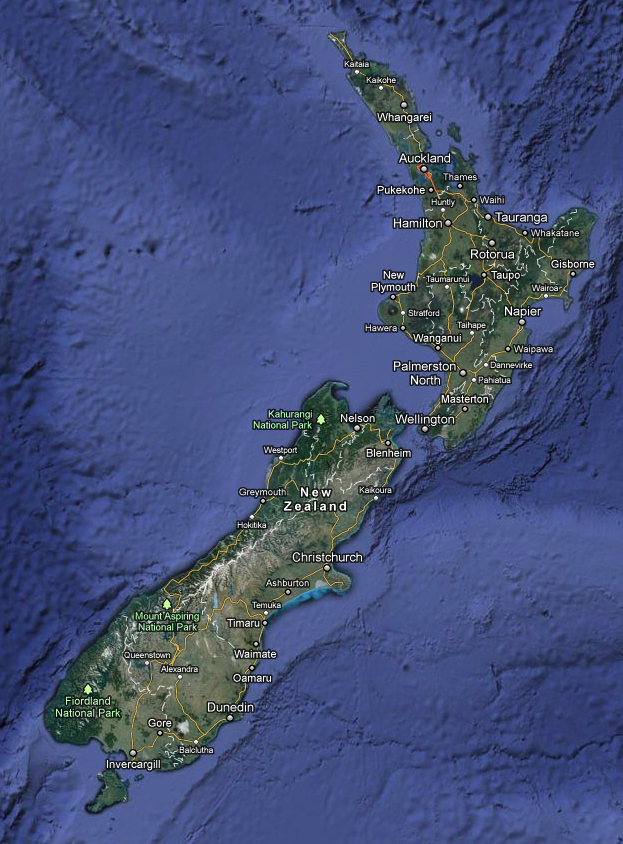 Kaitaia
Kaikohe
Whangarei
Auckland
Thames
Pukekohe
Waihi
Huntly
Tauranga
Hamilton
Whakatane
Rotorua
Gisborne
New
Plymouth
Taumarunui
Taupo
Wairoa
Stratford
Napier
Hawera
Taihape
Wanganui
Waipawa
Palmerston
North
Dannevirke
Pahiatua
Masterton
Kahurangi
National Park
Nelson
Wellington
Westport
Blenheim
Greymouth
New
Zealand
Kaikoura
Hokitika
Christchurch
Ashburton
Temuka
Mount Aspiring
National Park
Timaru
Queenstown
Waimate
Alexandra
Oamaru
Fiordland
National Park
Dunedin
Gore
Balclutha
Invercargill